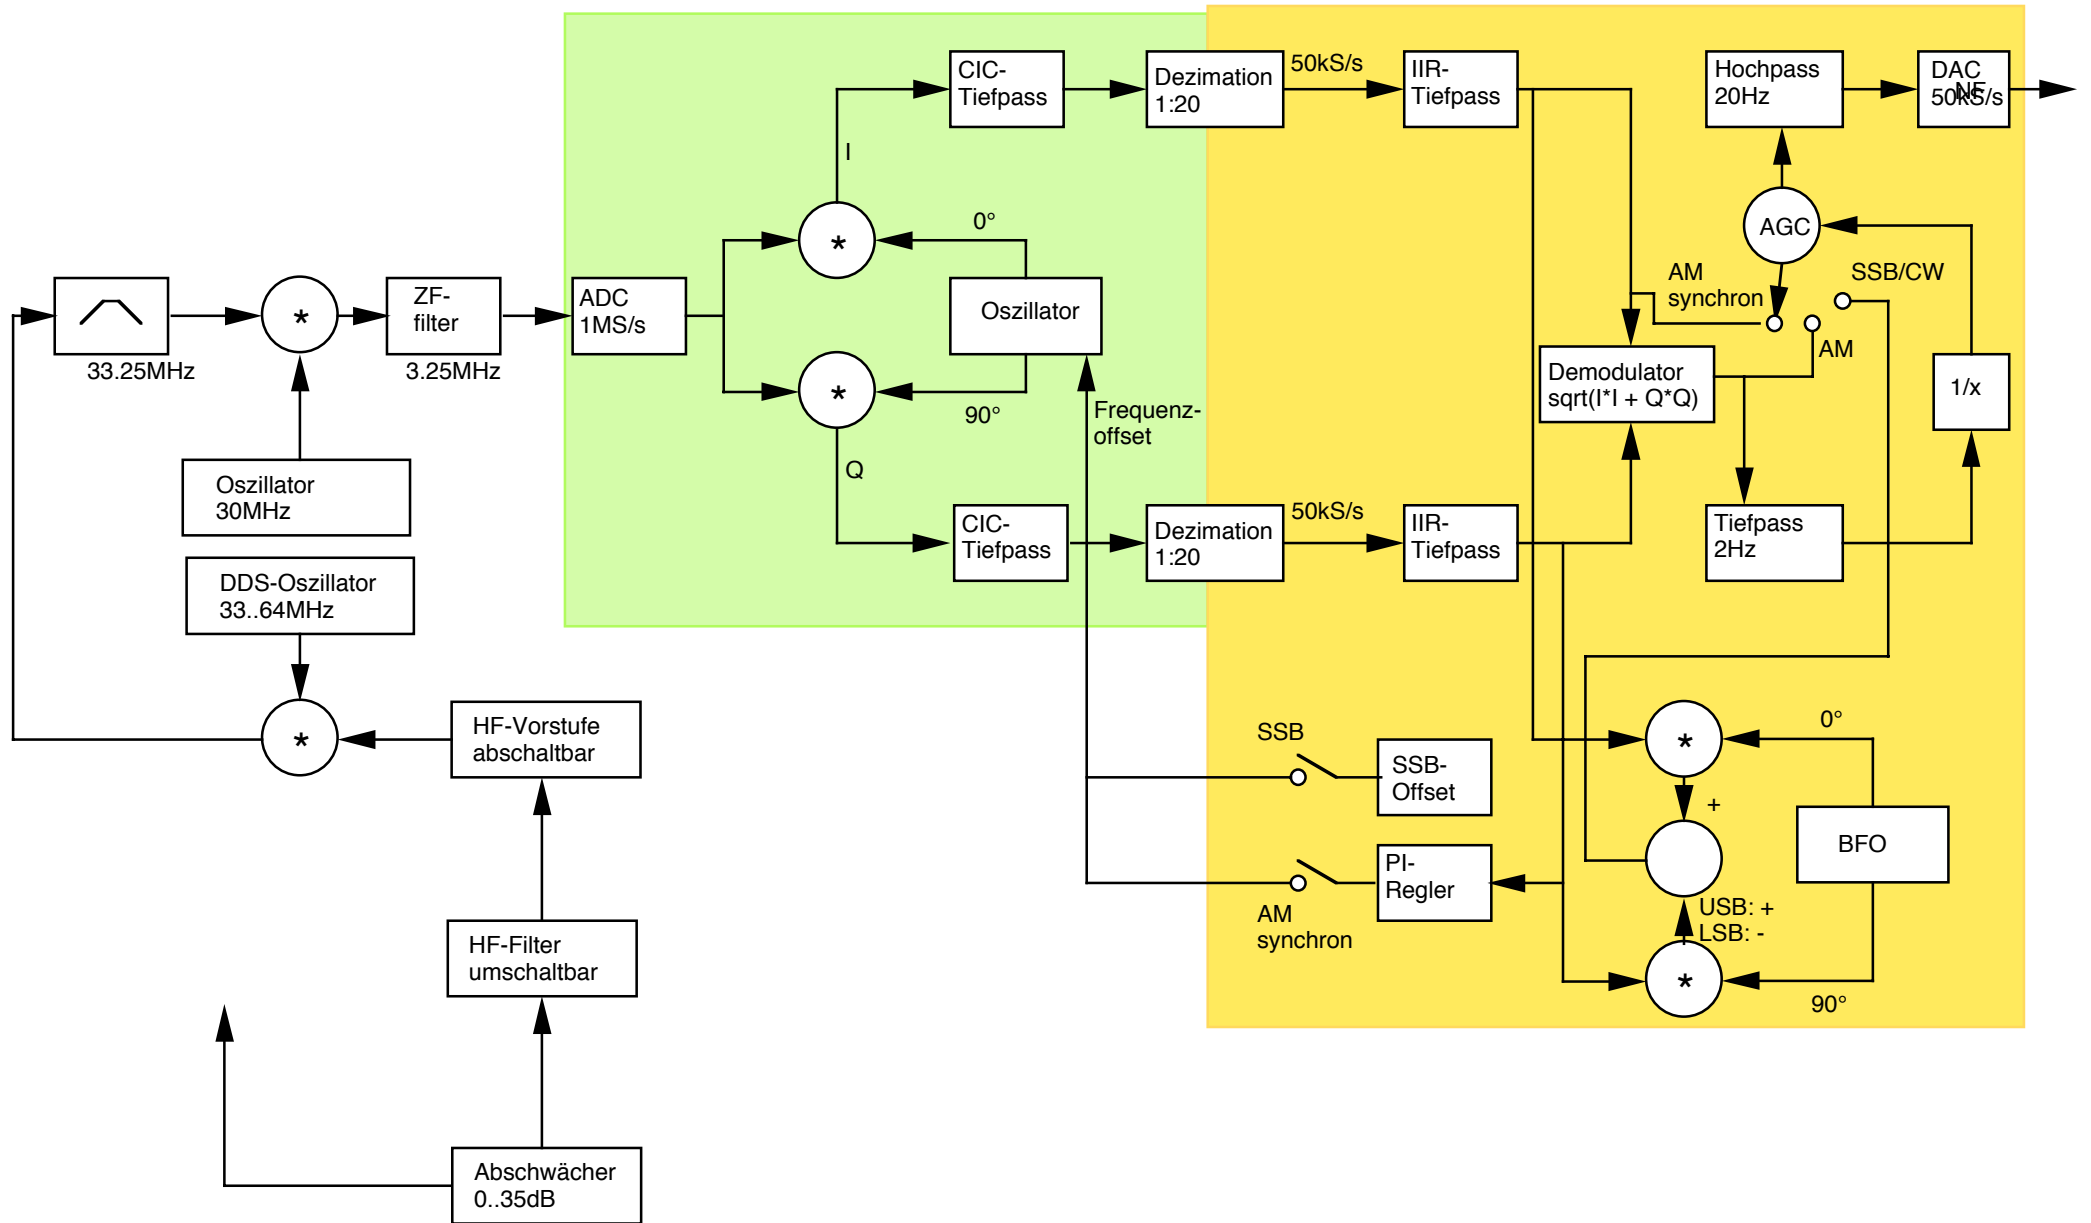 CIC-
Tiefpass
Dezimation
1:20
50kS/s
IIR-
Tiefpass
Hochpass
20Hz
DAC
50kS/s
NF
I
0°
*
AGC
AM
synchron
SSB/CW
AM
33.25MHz
*
ZF-
filter
3.25MHz
ADC
1MS/s
Oszillator
*
90°
Frequenz-
offset
Q
Demodulator
sqrt(I*I + Q*Q)
1/x
Oszillator
30MHz
DDS-Oszillator
33..64MHz
CIC-
Tiefpass
Dezimation
1:20
50kS/s
IIR-
Tiefpass
Tiefpass
2Hz
*
HF-Vorstufe
abschaltbar
SSB
SSB-
Offset
*
0°
+
BFO
PI-
Regler
AM
synchron
USB: +
LSB: -
*
90°
HF-Filter
umschaltbar
Abschwächer
0..35dB